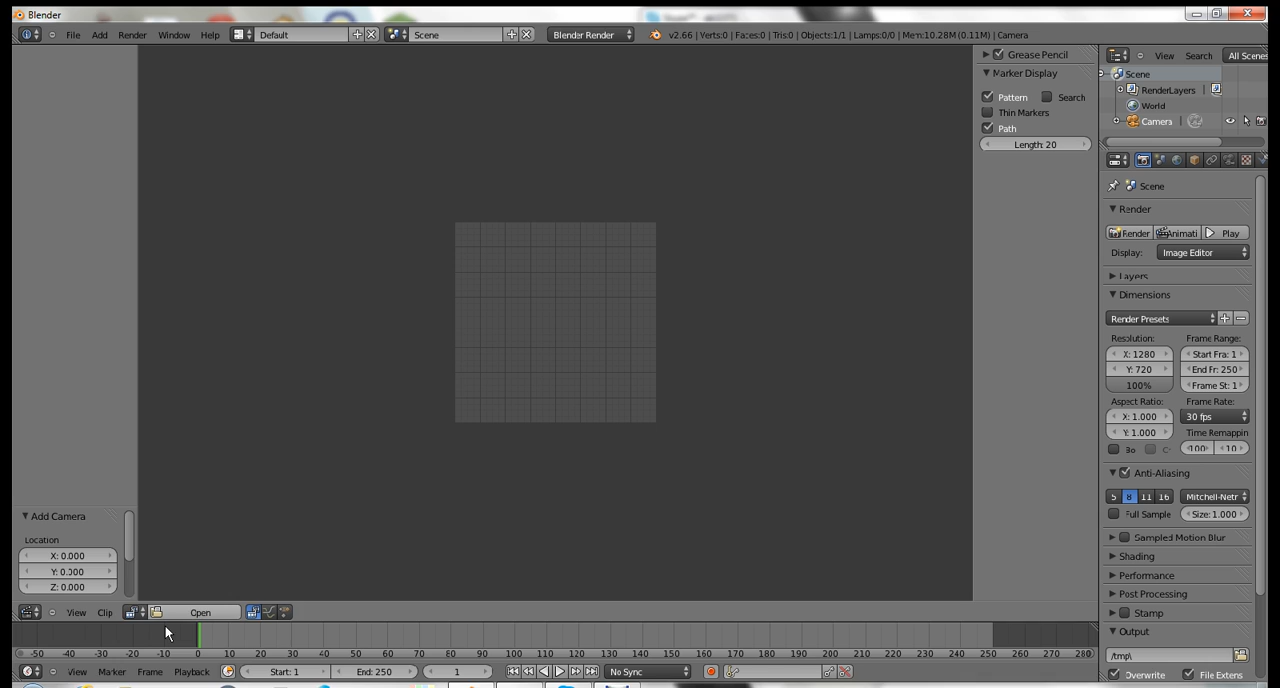 Blender
File Add Render Window Help Default Scene Blender Render v2.66 | Verts:0 | Faces:0 | Tris:0 | Objects:1/1 | Lamps:0/0 | Mem:10.28M (0.11M) | Camera
Grease Pencil
Marker Display
Pattern Search
Thin Markers
Path
Length: 20
View Search All Scenes
Scene
RenderLayers |
World
Camera |
Scene
Render
Render Animati Play
Display: Image Editor
Layers
Dimensions
Render Presets
Resolution: Frame Range:
X: 1280 Start Fra: 1
Y: 720 End Fr: 250
100% Frame St: 1
Aspect Ratio: Frame Rate:
X: 1.000 30 fps
Y: 1.000 Time Remappin
Bo 100 10
Anti-Aliasing
5 8 11 16 Mitchell-Netr
Full Sample Size: 1.000
Sampled Motion Blur
Shading
Performance
Post Processing
Stamp
Output
/tmp\
Overwrite File Extens
Add Camera
Location
X: 0.000
Y: 0.000
Z: 0.000
View Clip Open
-50 -40 -30 -20 -10 0 10 20 30 40 50 60 70 80 90 100 110 120 130 140 150 160 170 180 190 200 210 220 230 240 250 260 270 280
View Marker Frame Playback Start: 1 End: 250 1 No Sync